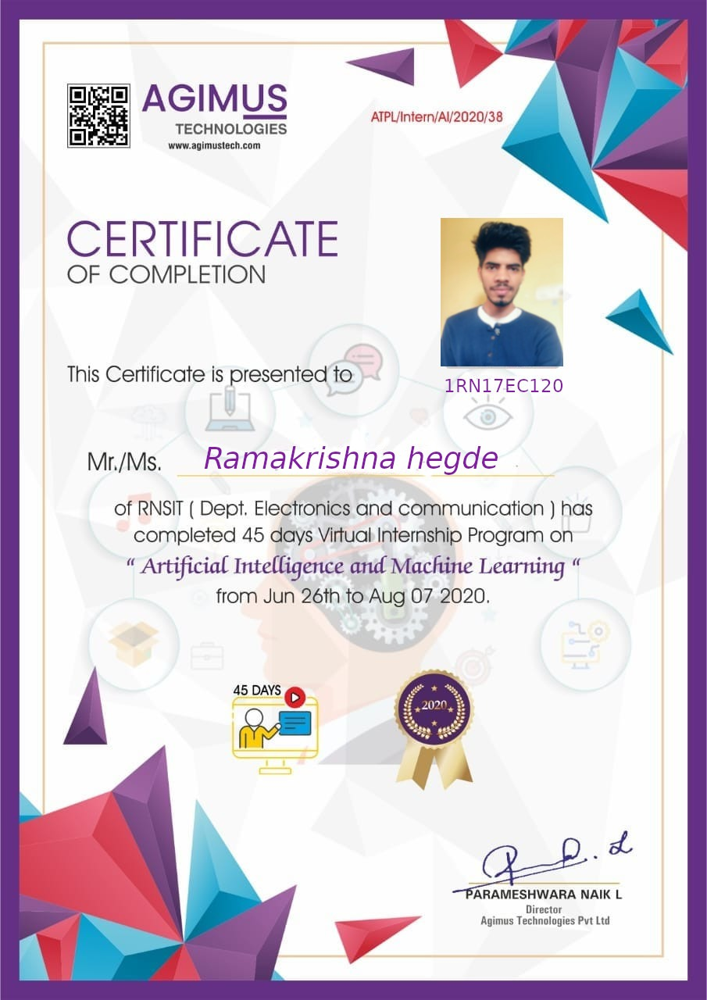 AGIMUS
TECHNOLOGIES
www.agimustech.com
ATPL/Intern/AI/2020/38
CERTIFICATE
OF COMPLETION
This Certificate is presented to
1RN17EC120
Mr./Ms. Ramakrishna hegde
of RNSIT ( Dept. Electronics and communication ) has
completed 45 days Virtual Internship Program on
“ Artificial Intelligence and Machine Learning “
from Jun 26th to Aug 07 2020.
45 DAYS
2020
PARAMESHWARA NAIK L
Director
Agimus Technologies Pvt Ltd